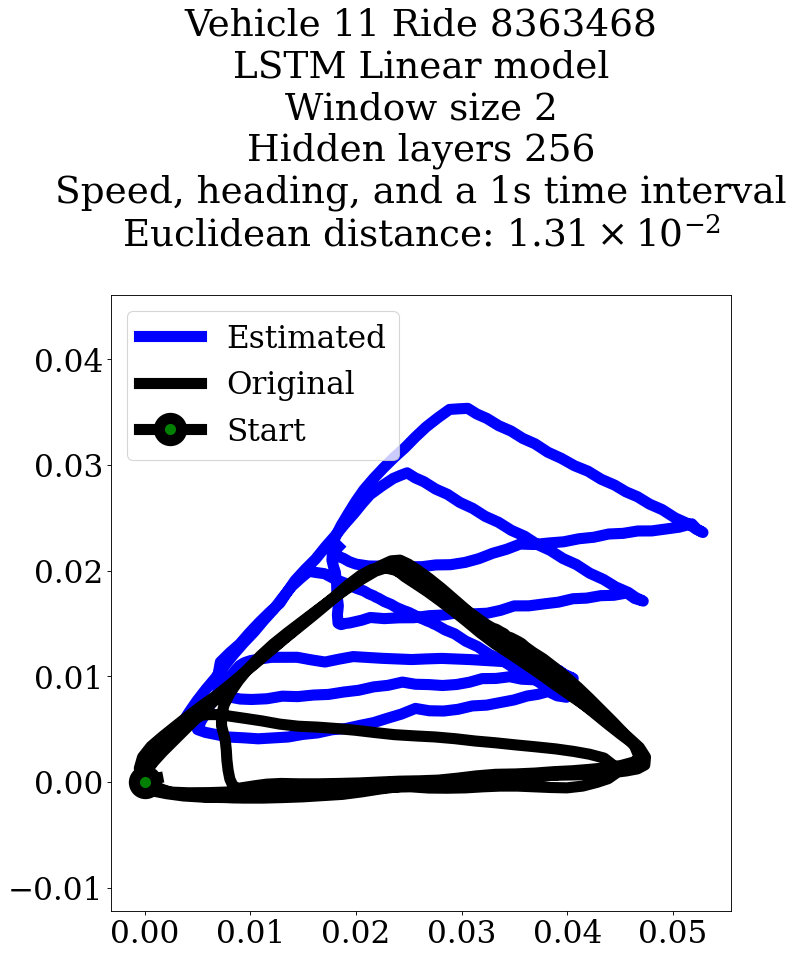 Vehicle 11 Ride 8363468
LSTM Linear model
Window size 2
Hidden layers 256
Speed, heading, and a 1s time interval
Euclidean distance: 1.31 × 10⁻²
Estimated
Original
Start
0.04
0.03
0.02
0.01
0.00
−0.01
0.00 0.01 0.02 0.03 0.04 0.05